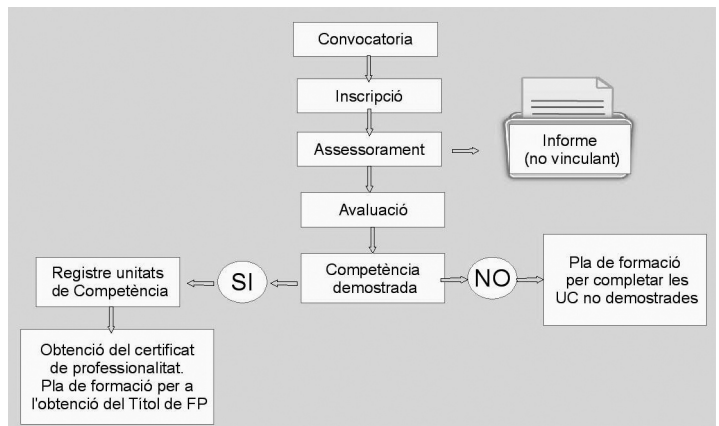 Convocatoria
Inscripció
Assessorament
Informe
(no vinculant)
Avaluació
Competència
demostrada
SI
NO
Registre unitats
de Competència
Pla de formació
per completar les
UC no demostrades
Obtenció del certificat
de professionalitat.
Pla de formació per a
l'obtenció del Titol de FP